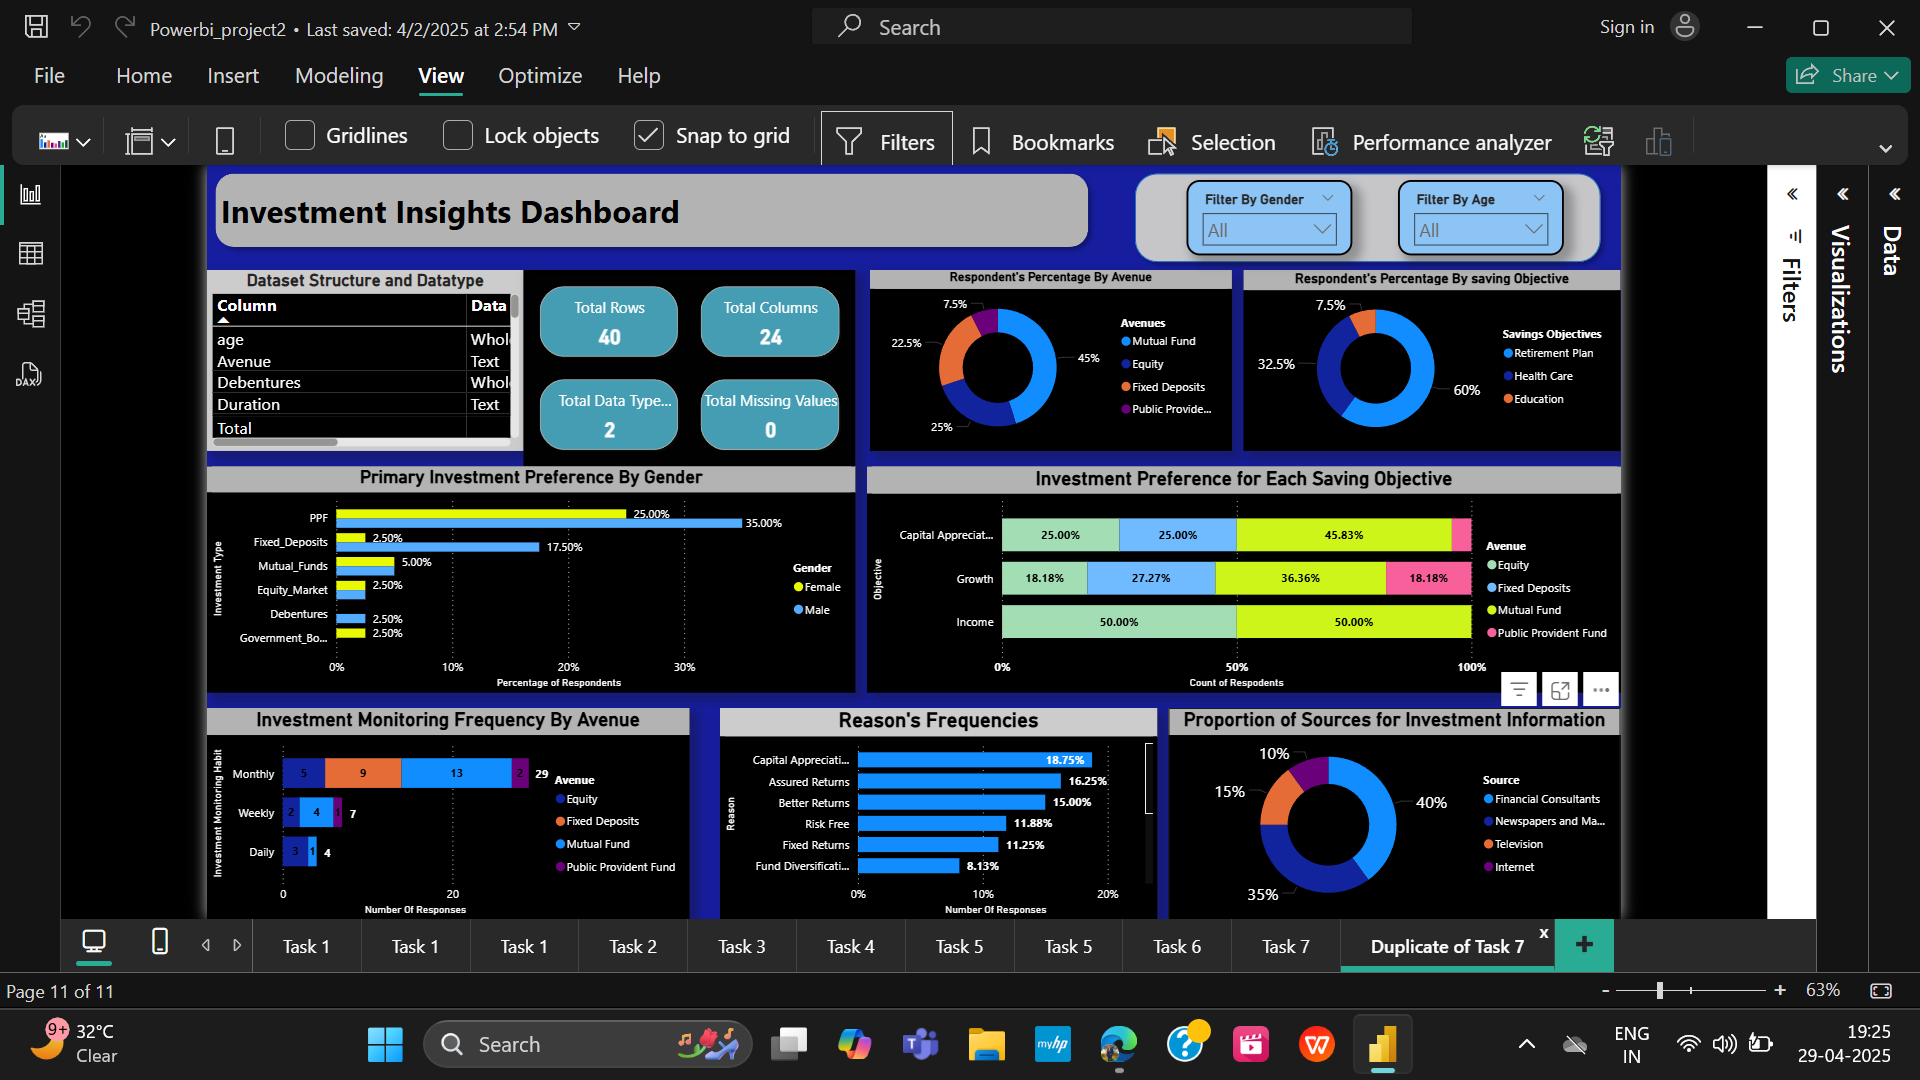 Powerbi_project2 • Last saved: 4/2/2025 at 2:54 PM
Search
Sign in
File
Home
Insert
Modeling
View
Optimize
Help
Share
Gridlines
Lock objects
Snap to grid
Filters
Bookmarks
Selection
Performance analyzer
Investment Insights Dashboard
Filter By Gender
All
Filter By Age
All
Filters
Visualizations
Data
DAX
Dataset Structure and Datatype
Column Data
age Whol
Avenue Text
Debentures Whol
Duration Text
Total
Total Rows
40
Total Columns
24
Total Data Type...
2
Total Missing Values
0
Respondent's Percentage By Avenue
7.5%
22.5%
45%
25%
Avenues
Mutual Fund
Equity
Fixed Deposits
Public Provide...
Respondent's Percentage By saving Objective
7.5%
32.5%
60%
Savings Objectives
Retirement Plan
Health Care
Education
Primary Investment Preference By Gender
Investment Type
PPF 25.00%
35.00%
Fixed_Deposits 2.50%
17.50%
Mutual_Funds 5.00%
Equity_Market 2.50%
Debentures 2.50%
Government_Bo... 2.50%
0% 10% 20% 30%
Percentage of Respondents
Gender
Female
Male
Investment Preference for Each Saving Objective
Objective
Capital Appreciat... 25.00% 25.00% 45.83%
Growth 18.18% 27.27% 36.36% 18.18%
Income 50.00% 50.00%
0% 50% 100%
Count of Respodents
Avenue
Equity
Fixed Deposits
Mutual Fund
Public Provident Fund
Investment Monitoring Frequency By Avenue
Investment Monitoring Habit
Monthly 5 9 13 2 29
Weekly 2 4 1 7
Daily 3 1 4
0 20
Number Of Responses
Avenue
Equity
Fixed Deposits
Mutual Fund
Public Provident Fund
Reason's Frequencies
Reason
Capital Appreciati... 18.75%
Assured Returns 16.25%
Better Returns 15.00%
Risk Free 11.88%
Fixed Returns 11.25%
Fund Diversificati... 8.13%
0% 10% 20%
Number Of Responses
Proportion of Sources for Investment Information
10%
15%
40%
35%
Source
Financial Consultants
Newspapers and Ma...
Television
Internet
Task 1
Task 1
Task 1
Task 2
Task 3
Task 4
Task 5
Task 5
Task 6
Task 7
Duplicate of Task 7
x
+
Page 11 of 11
- + 63%
9+
32°C
Clear
Search
T
myhp
?
W
ENG
IN
19:25
29-04-2025